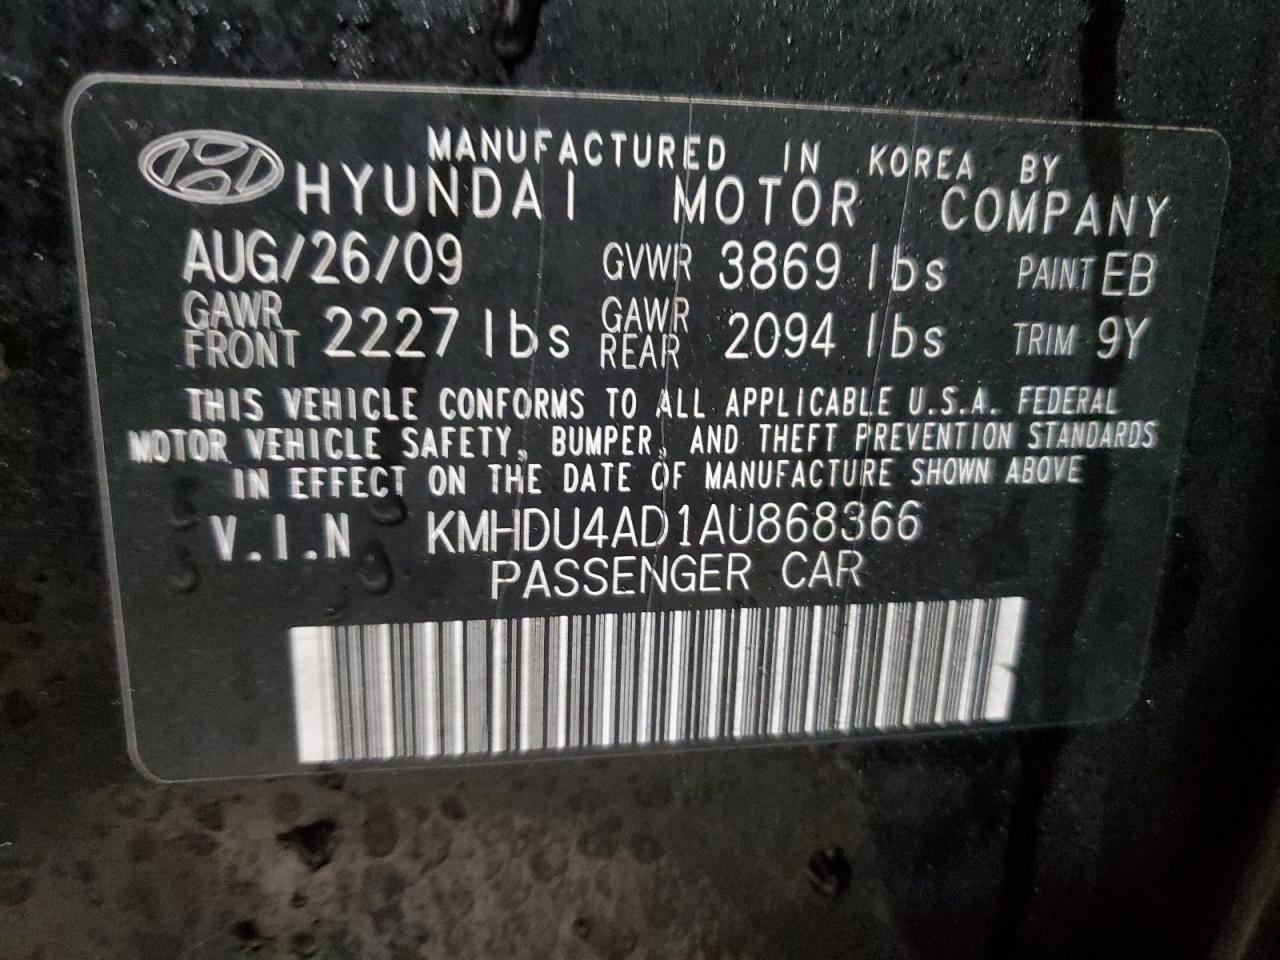 MANUFACTURED IN KOREA BY
HYUNDAI MOTOR COMPANY
AUG/26/09 GVWR 3869 lbs PAINT EB
GAWR FRONT 2227 lbs GAWR REAR 2094 lbs TRIM 9Y
THIS VEHICLE CONFORMS TO ALL APPLICABLE U.S.A. FEDERAL
MOTOR VEHICLE SAFETY, BUMPER, AND THEFT PREVENTION STANDARDS
IN EFFECT ON THE DATE OF MANUFACTURE SHOWN ABOVE
V.I.N KMHDU4AD1AU868366
PASSENGER CAR